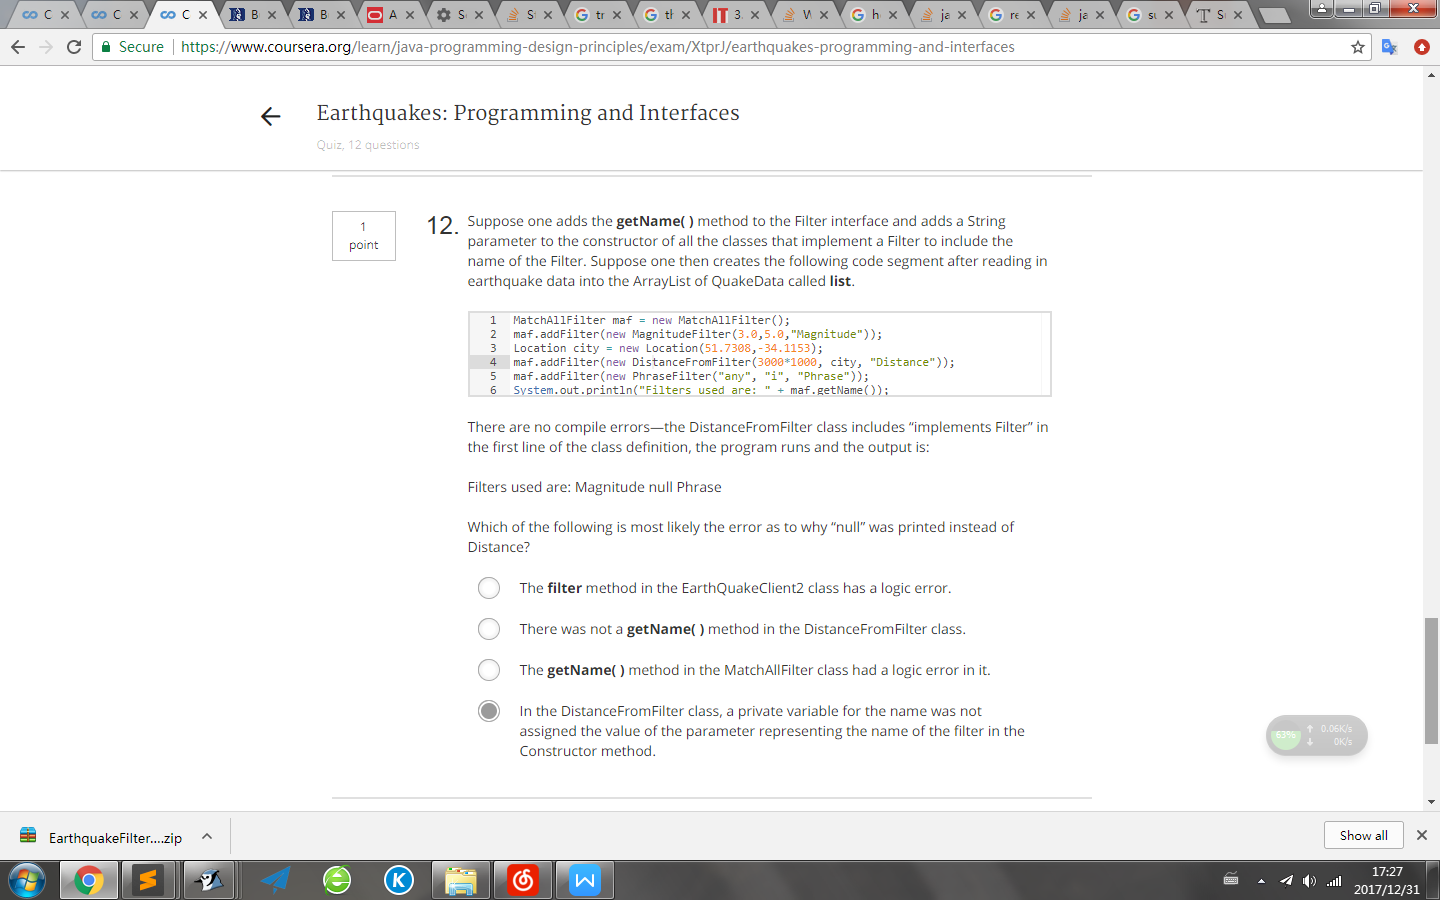 C × C × C × B × B × A × S × S × tr × th × 3. × W × h × ja × re × ja × su × S ×
Secure | https://www.coursera.org/learn/java-programming-design-principles/exam/XtprJ/earthquakes-programming-and-interfaces
Earthquakes: Programming and Interfaces
Quiz, 12 questions
1
point
12.
Suppose one adds the getName( ) method to the Filter interface and adds a String
parameter to the constructor of all the classes that implement a Filter to include the
name of the Filter. Suppose one then creates the following code segment after reading in
earthquake data into the ArrayList of QuakeData called list.
1 MatchAllFilter maf = new MatchAllFilter();
2 maf.addFilter(new MagnitudeFilter(3.0,5.0,"Magnitude"));
3 Location city = new Location(51.7308,-34.1153);
4 maf.addFilter(new DistanceFromFilter(3000*1000, city, "Distance"));
5 maf.addFilter(new PhraseFilter("any", "i", "Phrase"));
6 System.out.println("Filters used are: " + maf.getName());
There are no compile errors—the DistanceFromFilter class includes “implements Filter” in
the first line of the class definition, the program runs and the output is:
Filters used are: Magnitude null Phrase
Which of the following is most likely the error as to why “null” was printed instead of
Distance?
The filter method in the EarthQuakeClient2 class has a logic error.
There was not a getName( ) method in the DistanceFromFilter class.
The getName( ) method in the MatchAllFilter class had a logic error in it.
In the DistanceFromFilter class, a private variable for the name was not
assigned the value of the parameter representing the name of the filter in the
Constructor method.
63%
0.06K/s
0K/s
EarthquakeFilter....zip
Show all
17:27
2017/12/31